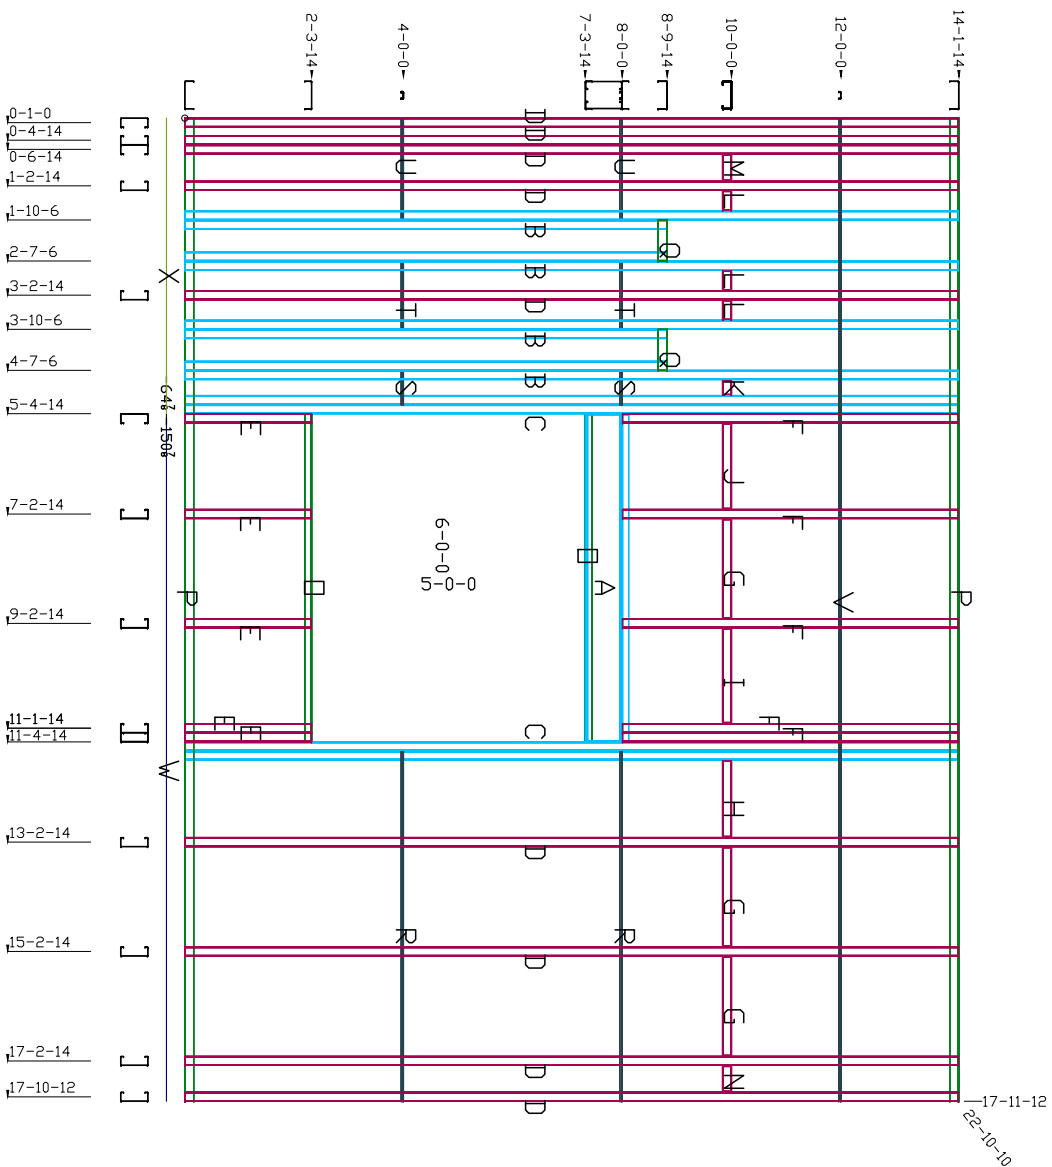 2-3-14
4-0-0
7-3-14
8-0-0
8-9-14
10-0-0
12-0-0
14-1-14
0-1-0
0-4-14
0-6-14
1-2-14
1-10-6
2-7-6
3-2-14
3-10-6
4-7-6
5-4-14
7-2-14
9-2-14
11-1-14
11-4-14
13-2-14
15-2-14
17-2-14
17-10-12
D
D
D
U
U
M
D
L
B
Q
X
B
L
D
T
T
L
B
Q
B
S
S
K
C
E
F
J
6-0-0
5-0-0
E
F
G
A
P
V
P
E
F
I
E
E
C
F
F
W
H
D
G
R
R
D
G
D
N
D
17-11-12
22-10-10